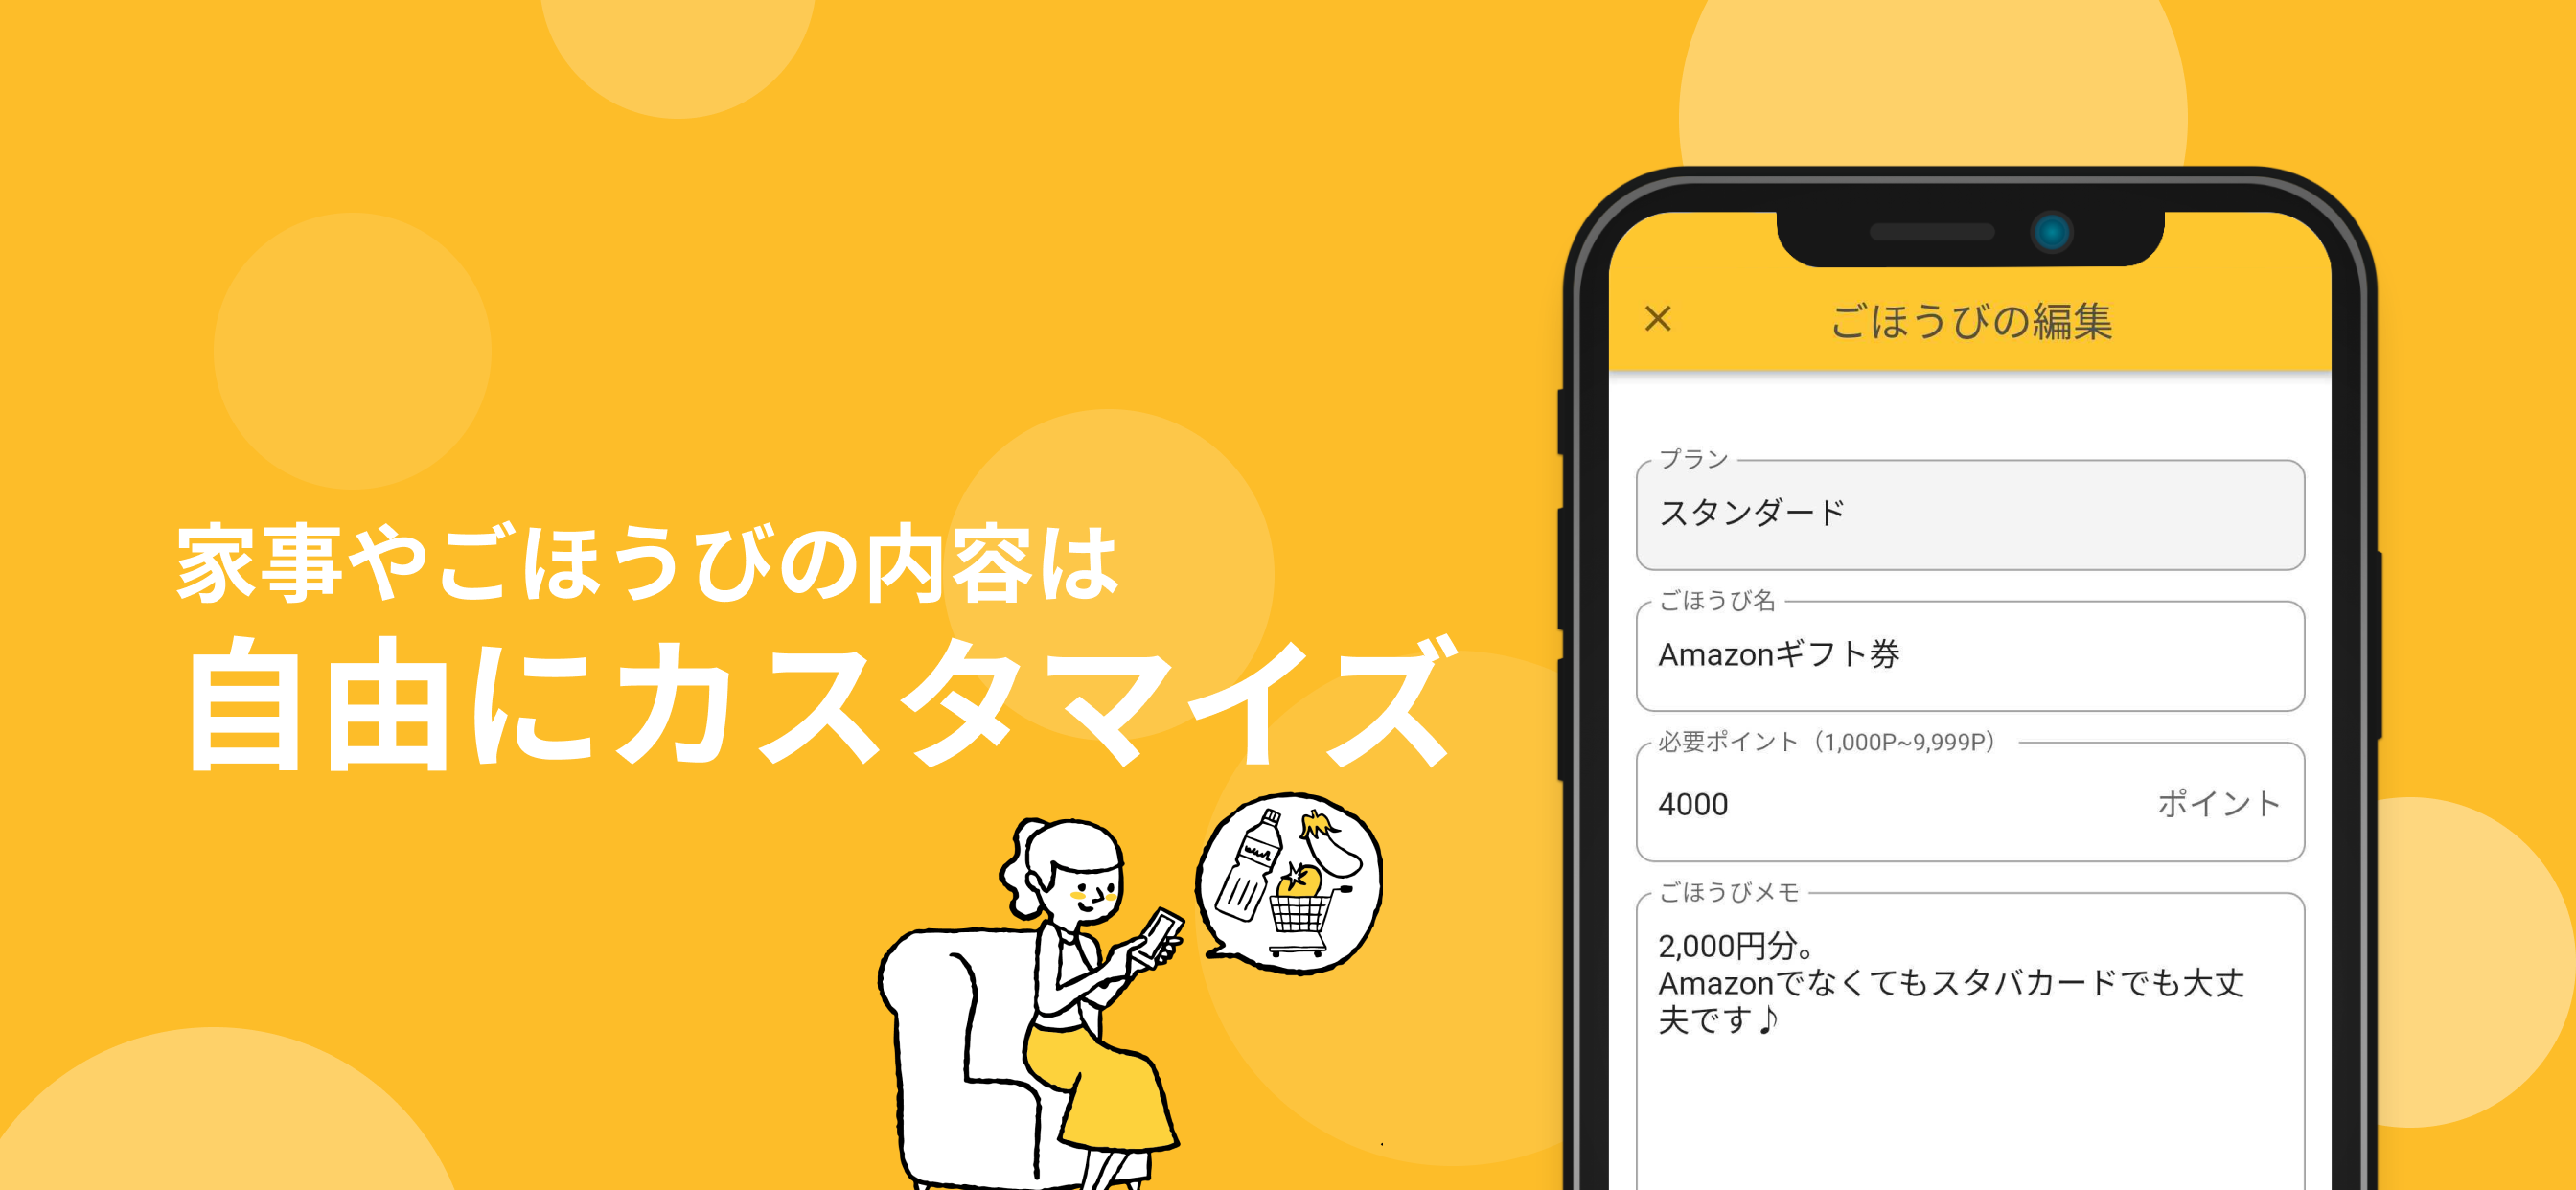 家事やごほうびの内容は
自由にカスタマイズ
ごほうびの編集
プラン
スタンダード
ごほうび名
Amazonギフト券
必要ポイント（1,000P~9,999P）
4000
ポイント
ごほうびメモ
2,000円分。
Amazonでなくてもスタバカードでも大丈
夫です♪